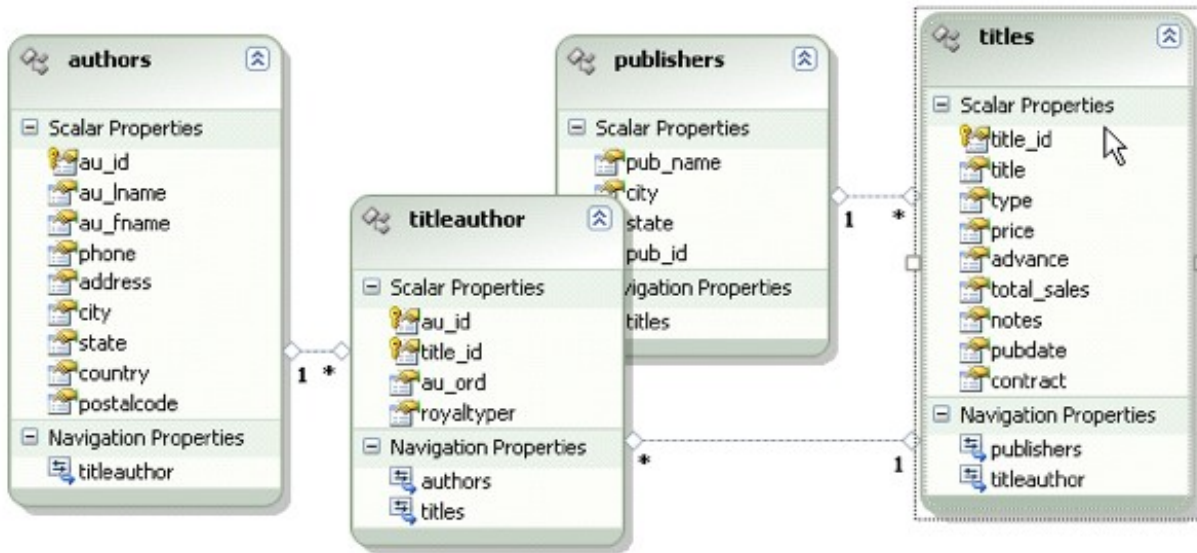 authors
Scalar Properties
au_id
au_lname
au_fname
phone
address
city
state
country
postalcode
Navigation Properties
titleauthor
1 *
titleauthor
Scalar Properties
au_id
title_id
au_ord
royaltyper
Navigation Properties
authors
titles
publishers
Scalar Properties
pub_name
city
state
pub_id
vigation Properties
titles
1 *
* 1
titles
Scalar Properties
title_id
title
type
price
advance
total_sales
notes
pubdate
contract
Navigation Properties
publishers
titleauthor